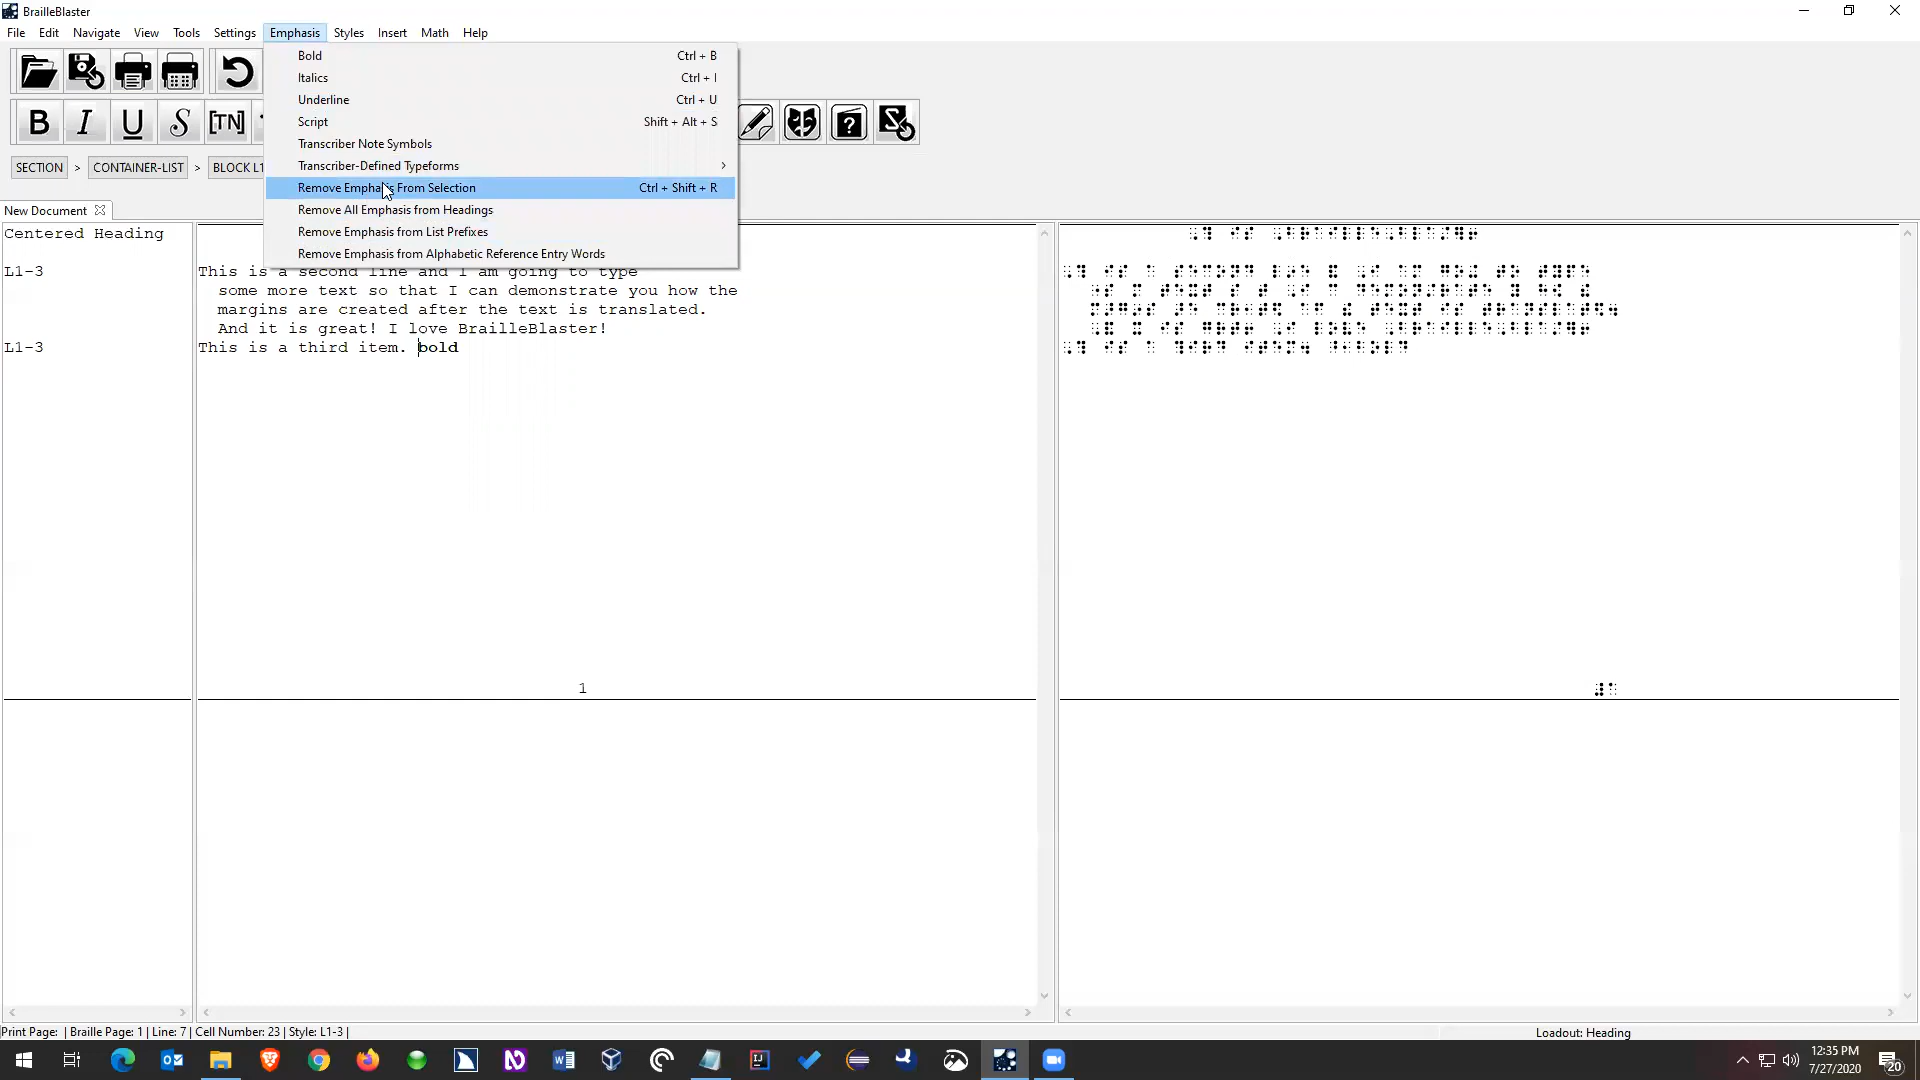 BrailleBlaster
File Edit Navigate View Tools Settings Emphasis Styles Insert Math Help
Bold Ctrl + B
Italics Ctrl + I
Underline Ctrl + U
Script Shift + Alt + S
Transcriber Note Symbols
Transcriber-Defined Typeforms
Remove Emphasis From Selection Ctrl + Shift + R
Remove All Emphasis from Headings
Remove Emphasis from List Prefixes
Remove Emphasis from Alphabetic Reference Entry Words
B I U S [TN]
SECTION > CONTAINER-LIST > BLOCK L1
New Document
Centered Heading
L1-3 This is a second line and I am going to type
some more text so that I can demonstrate you how the
margins are created after the text is translated.
And it is great! I love BrailleBlaster!
L1-3 This is a third item. bold
1
Print Page: | Braille Page: 1 | Line: 7 | Cell Number: 23 | Style: L1-3 |
Loadout: Heading
12:35 PM
7/27/2020
20